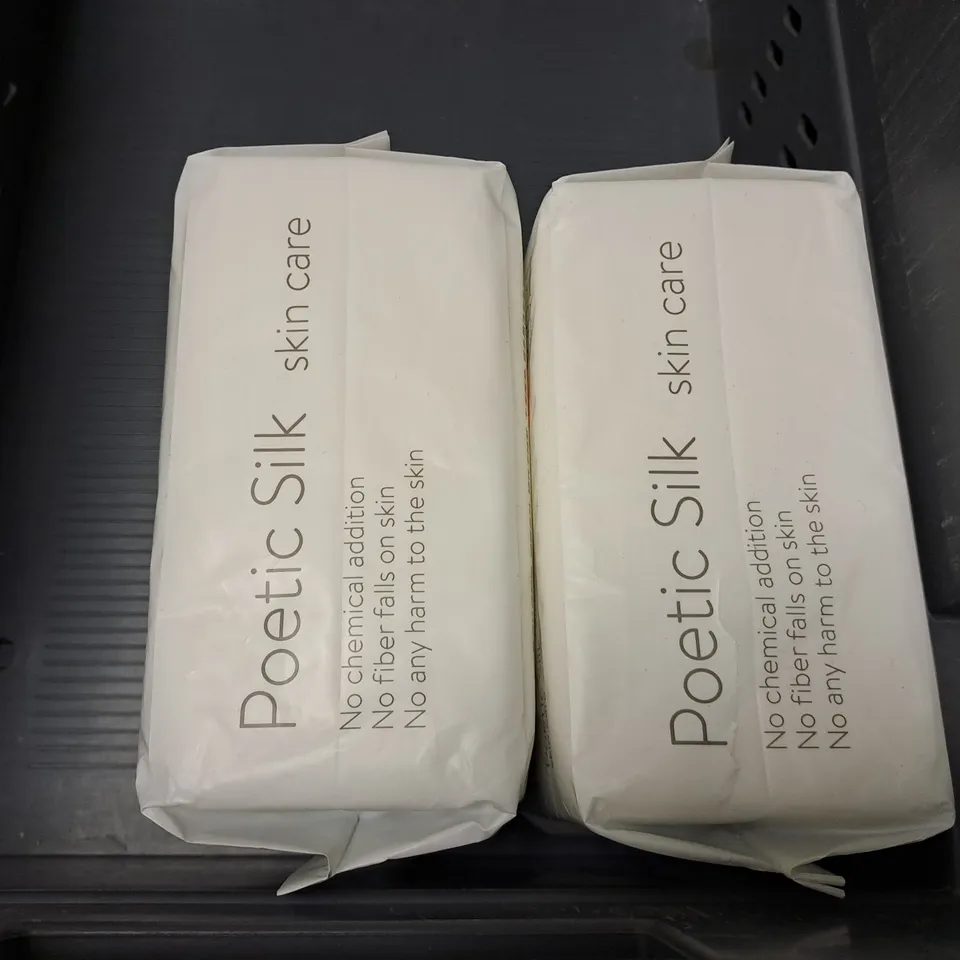 Poetic Silk skin care
No chemical addition
No fiber falls on skin
No any harm to the skin
Poetic Silk skin care
No chemical addition
No fiber falls on skin
No any harm to the skin